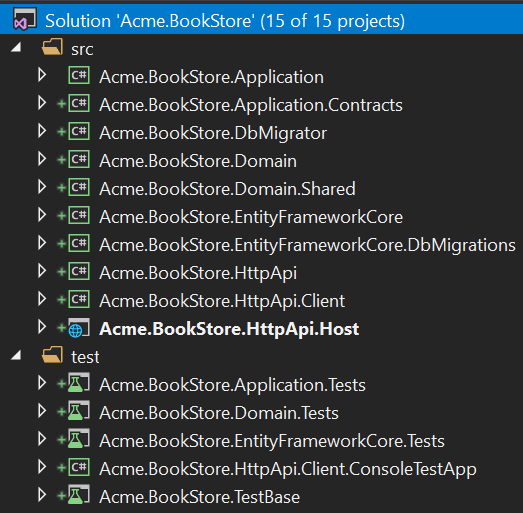 Solution 'Acme.BookStore' (15 of 15 projects)
src
C# Acme.BookStore.Application
+ C# Acme.BookStore.Application.Contracts
+ C# Acme.BookStore.DbMigrator
+ C# Acme.BookStore.Domain
+ C# Acme.BookStore.Domain.Shared
+ C# Acme.BookStore.EntityFrameworkCore
+ C# Acme.BookStore.EntityFrameworkCore.DbMigrations
+ C# Acme.BookStore.HttpApi
+ C# Acme.BookStore.HttpApi.Client
+ Acme.BookStore.HttpApi.Host
test
+ Acme.BookStore.Application.Tests
+ Acme.BookStore.Domain.Tests
+ Acme.BookStore.EntityFrameworkCore.Tests
+ C# Acme.BookStore.HttpApi.Client.ConsoleTestApp
+ Acme.BookStore.TestBase